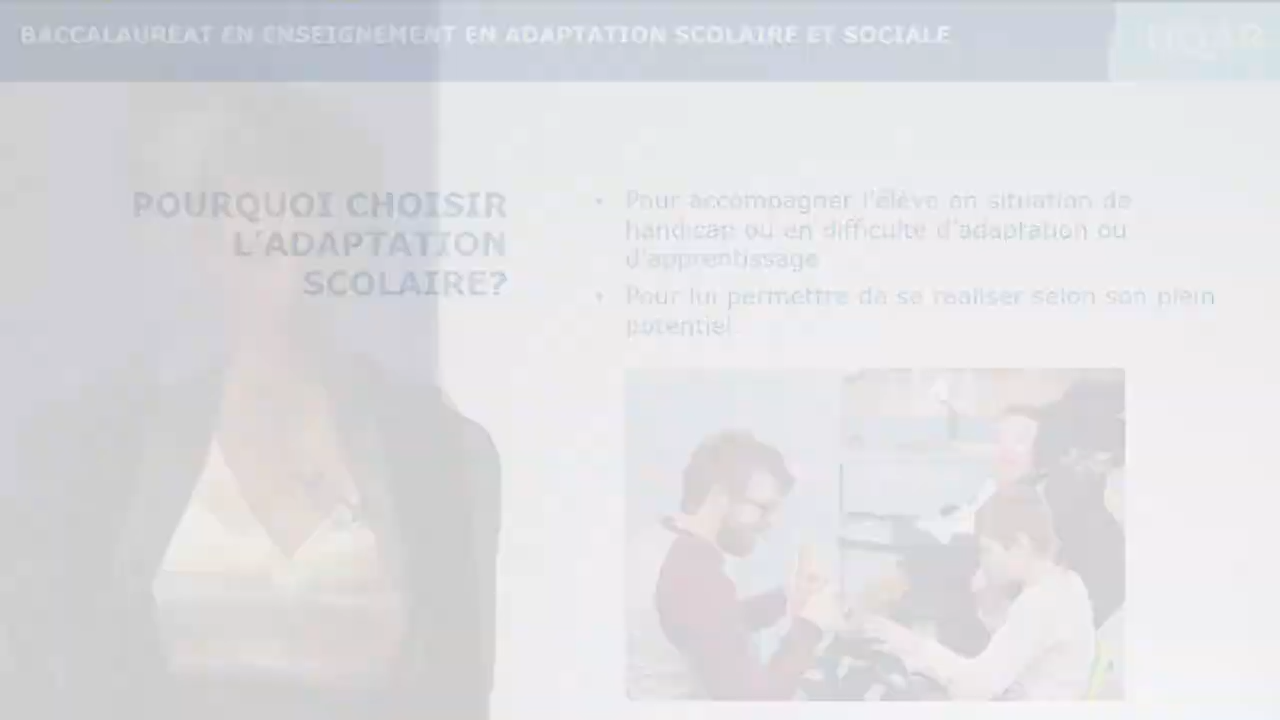 BACCALAURÉAT EN ENSEIGNEMENT EN ADAPTATION SCOLAIRE ET SOCIALE
UQAR
POURQUOI CHOISIR
L'ADAPTATION
SCOLAIRE?
• Pour accompagner l'élève en situation de
handicap ou en difficulté d'adaptation ou
d'apprentissage
• Pour lui permettre de se réaliser selon son plein
potentiel